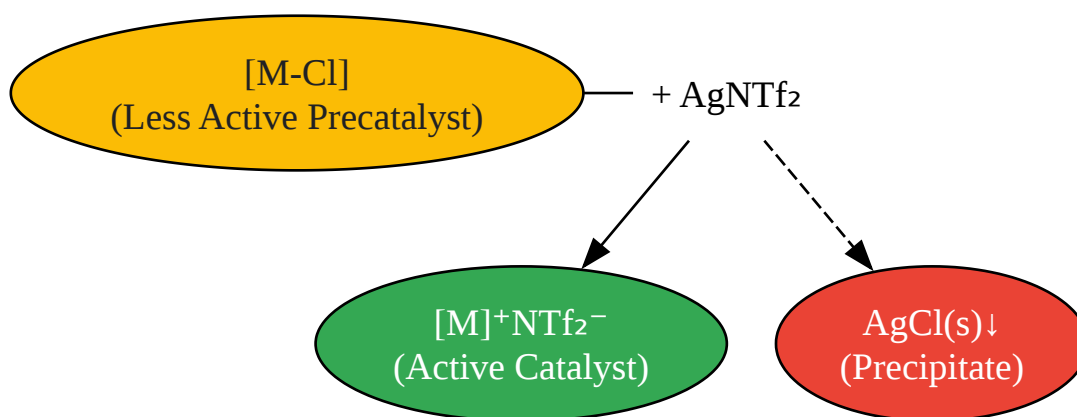 [M-Cl]
(Less Active Precatalyst)
+ AgNTf₂
[M]⁺NTf₂⁻
(Active Catalyst)
AgCl(s)↓
(Precipitate)